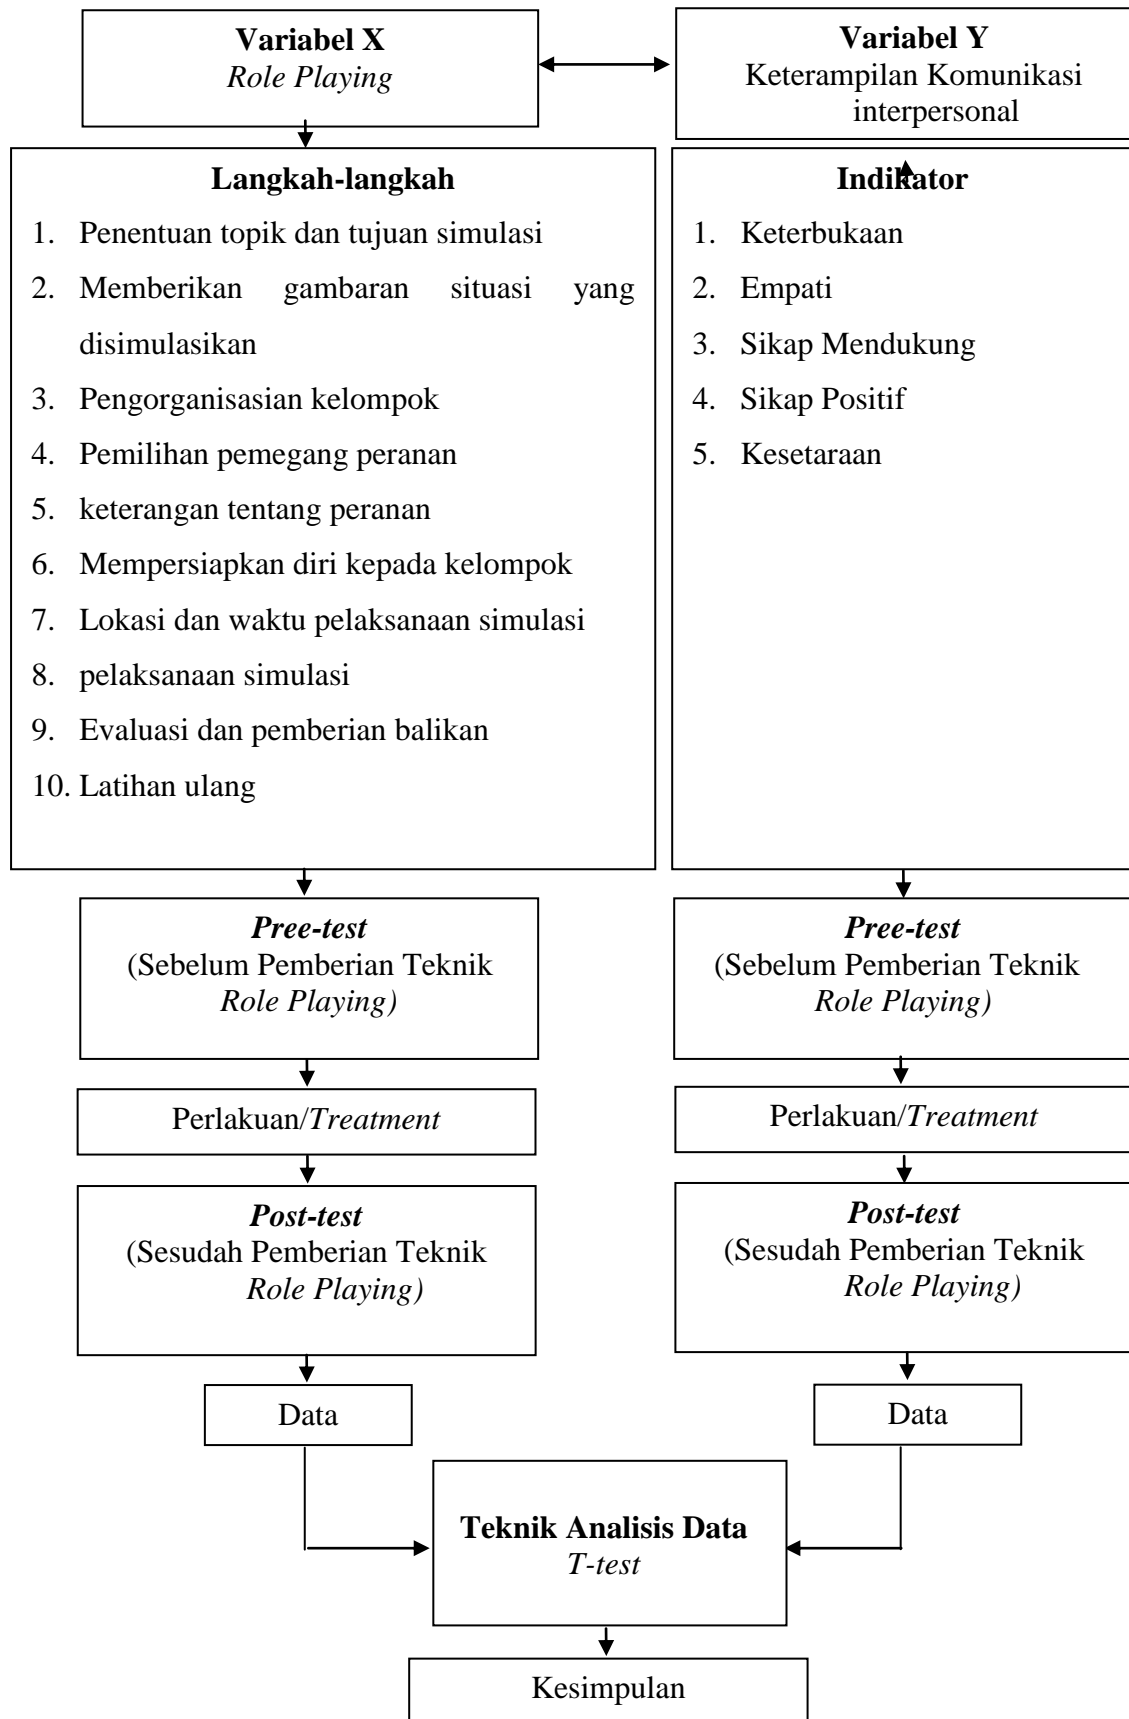 Variabel X
Role Playing
Variabel Y
Keterampilan Komunikasi
interpersonal
Langkah-langkah
1. Penentuan topik dan tujuan simulasi
2. Memberikan gambaran situasi yang
disimulasikan
3. Pengorganisasian kelompok
4. Pemilihan pemegang peranan
5. keterangan tentang peranan
6. Mempersiapkan diri kepada kelompok
7. Lokasi dan waktu pelaksanaan simulasi
8. pelaksanaan simulasi
9. Evaluasi dan pemberian balikan
10. Latihan ulang
Indikator
1. Keterbukaan
2. Empati
3. Sikap Mendukung
4. Sikap Positif
5. Kesetaraan
Pree-test
(Sebelum Pemberian Teknik
Role Playing)
Pree-test
(Sebelum Pemberian Teknik
Role Playing)
Perlakuan/Treatment
Perlakuan/Treatment
Post-test
(Sesudah Pemberian Teknik
Role Playing)
Post-test
(Sesudah Pemberian Teknik
Role Playing)
Data
Data
Teknik Analisis Data
T-test
Kesimpulan